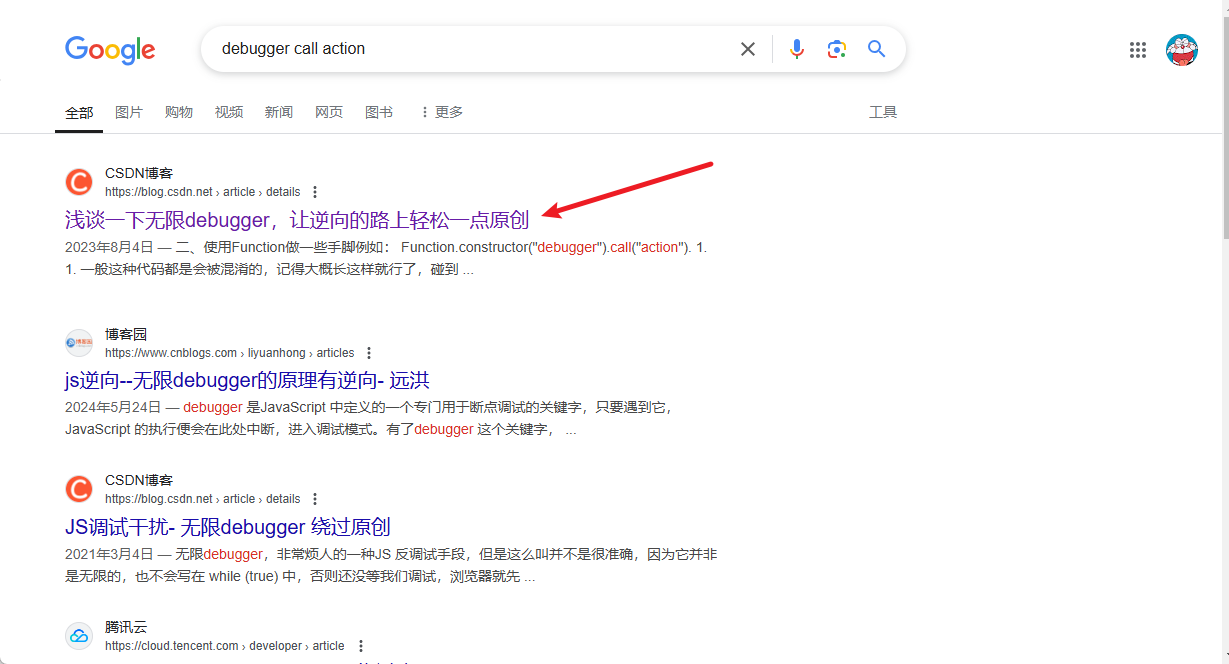 Google
debugger call action
全部 图片 购物 视频 新闻 网页 图书 更多 工具
CSDN博客
https://blog.csdn.net › article › details
浅谈一下无限debugger，让逆向的路上轻松一点原创
2023年8月4日 — 二、使用Function做一些手脚例如： Function.constructor("debugger").call("action"). 1.
1. 一般这种代码都是会被混淆的，记得大概长这样就行了，碰到 ...
博客园
https://www.cnblogs.com › liyuanhong › articles
js逆向--无限debugger的原理有逆向- 远洪
2024年5月24日 — debugger 是JavaScript 中定义的一个专门用于断点调试的关键字，只要遇到它，
JavaScript 的执行便会在此处中断，进入调试模式。有了debugger 这个关键字， ...
CSDN博客
https://blog.csdn.net › article › details
JS调试干扰- 无限debugger 绕过原创
2021年3月4日 — 无限debugger，非常烦人的一种JS 反调试手段，但是这么叫并不是很准确，因为它并非
是无限的，也不会写在 while (true) 中，否则还没等我们调试，浏览器就先 ...
腾讯云
https://cloud.tencent.com › developer › article